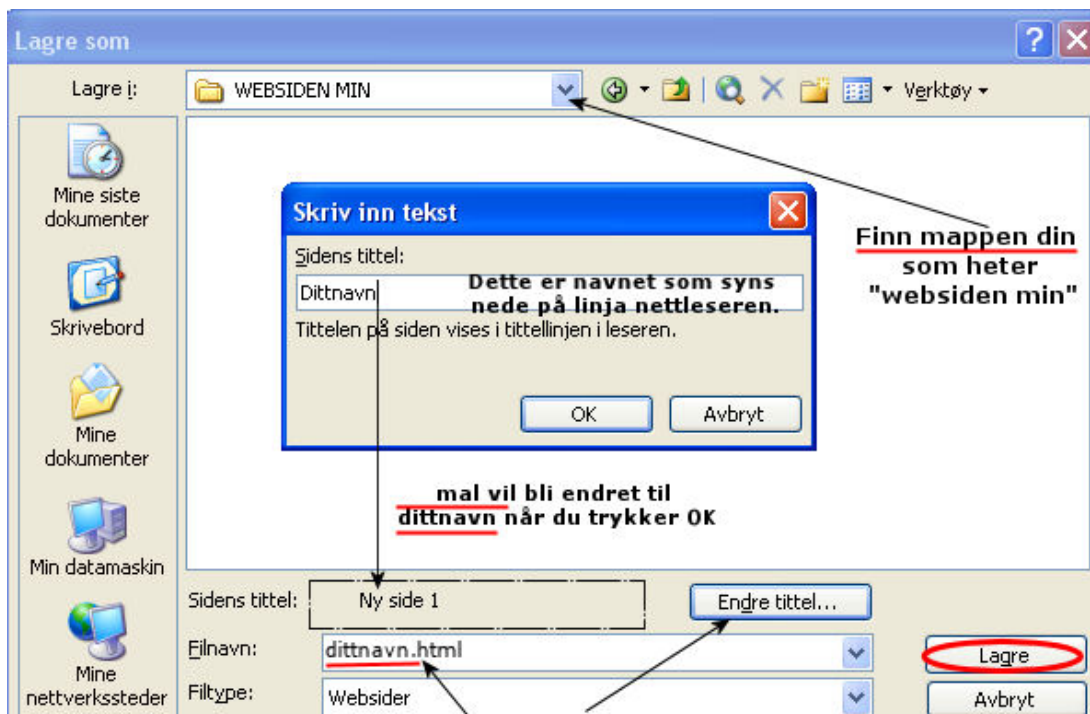 Lagre som
Lagre i:
WEBSIDEN MIN
Verktøy
Mine siste
dokumenter
Skrivebord
Mine
dokumenter
Min datamaskin
Mine
nettverkssteder
Skriv inn tekst
Sidens tittel:
Dittnavn
Dette er navnet som syns
nede på linja nettleseren.
Tittelen på siden vises i tittellinjen i leseren.
OK
Avbryt
Finn mappen din
som heter
"websiden min"
mal vil bli endret til
dittnavn når du trykker OK
Sidens tittel:
Ny side 1
Endre tittel...
Filnavn:
dittnavn.html
Lagre
Filtype:
Websider
Avbryt